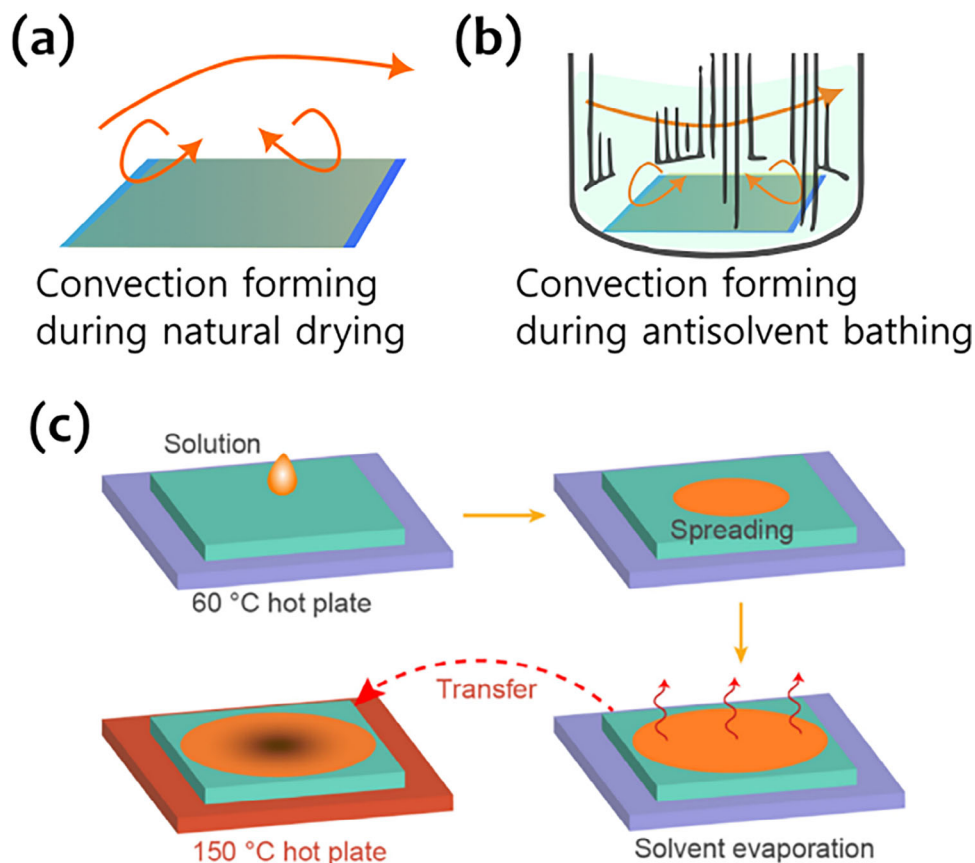 (a)
(b)
Convection forming
during natural drying
Convection forming
during antisolvent bathing
(c)
Solution
60 °C hot plate
Spreading
Transfer
150 °C hot plate
Solvent evaporation